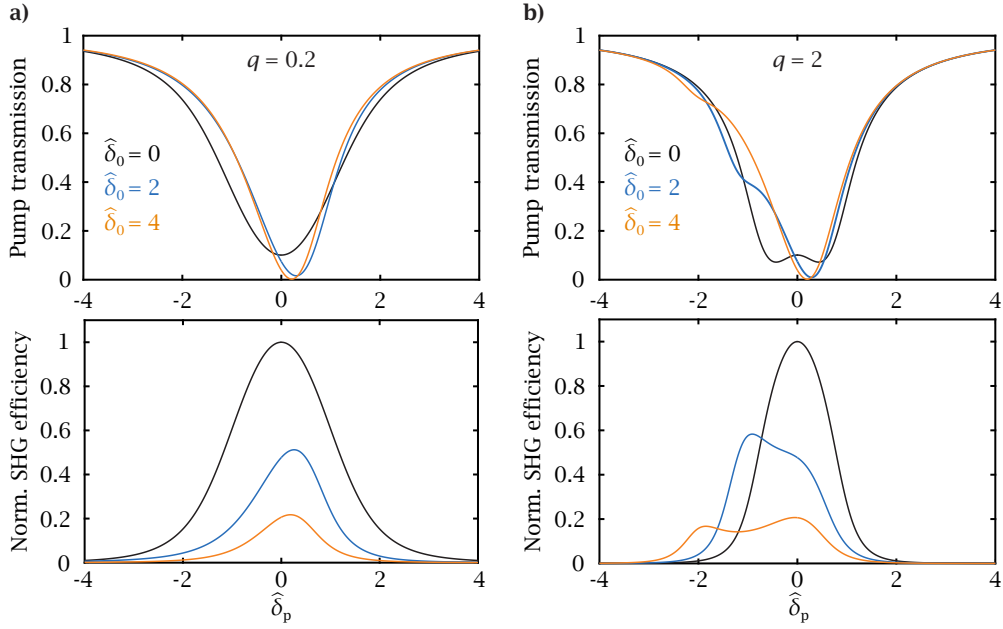 a)
Pump transmission
1
0.8
0.6
0.4
0.2
0
q = 0.2
δ̂₀ = 0
δ̂₀ = 2
δ̂₀ = 4
-4 -2 0 2 4
Norm. SHG efficiency
1
0.8
0.6
0.4
0.2
0
-4 -2 0 2 4
δ̂ₚ
b)
Pump transmission
1
0.8
0.6
0.4
0.2
0
q = 2
δ̂₀ = 0
δ̂₀ = 2
δ̂₀ = 4
-4 -2 0 2 4
Norm. SHG efficiency
1
0.8
0.6
0.4
0.2
0
-4 -2 0 2 4
δ̂ₚ